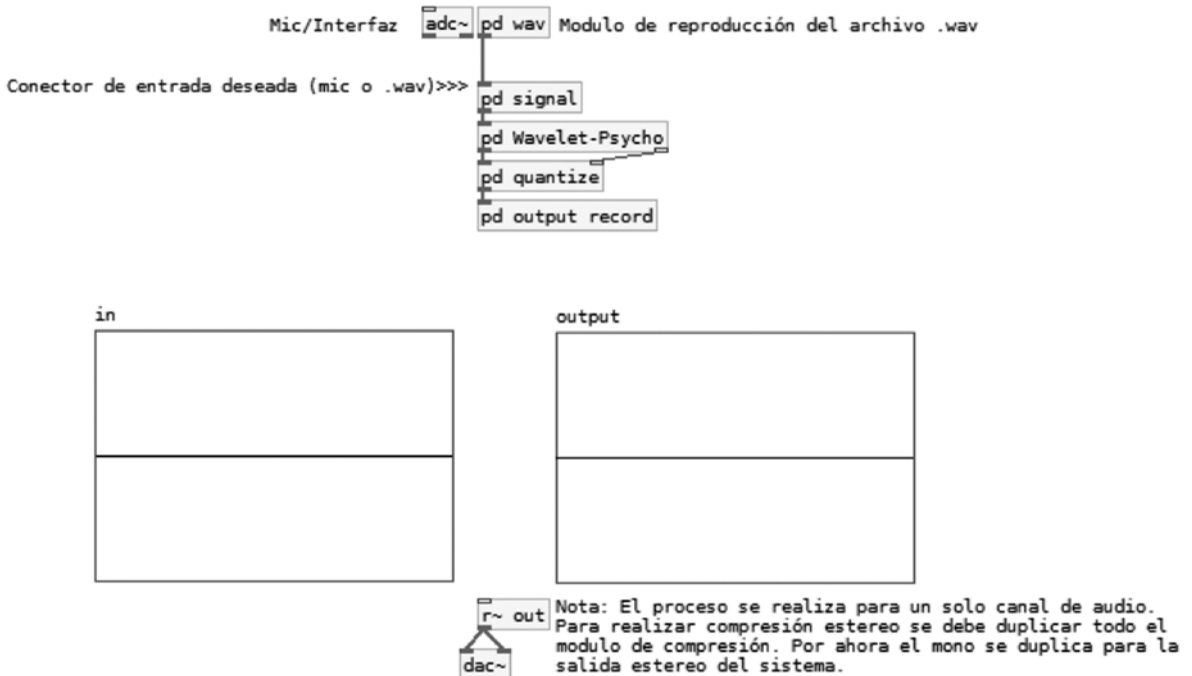 Mic/Interfaz adc~ pd wav Modulo de reproducción del archivo .wav
Conector de entrada deseada (mic o .wav)>>>
pd signal
pd Wavelet-Psycho
pd quantize
pd output record
in
output
r~ out
dac~
Nota: El proceso se realiza para un solo canal de audio.
Para realizar compresión estereo se debe duplicar todo el
modulo de compresión. Por ahora el mono se duplica para la
salida estereo del sistema.